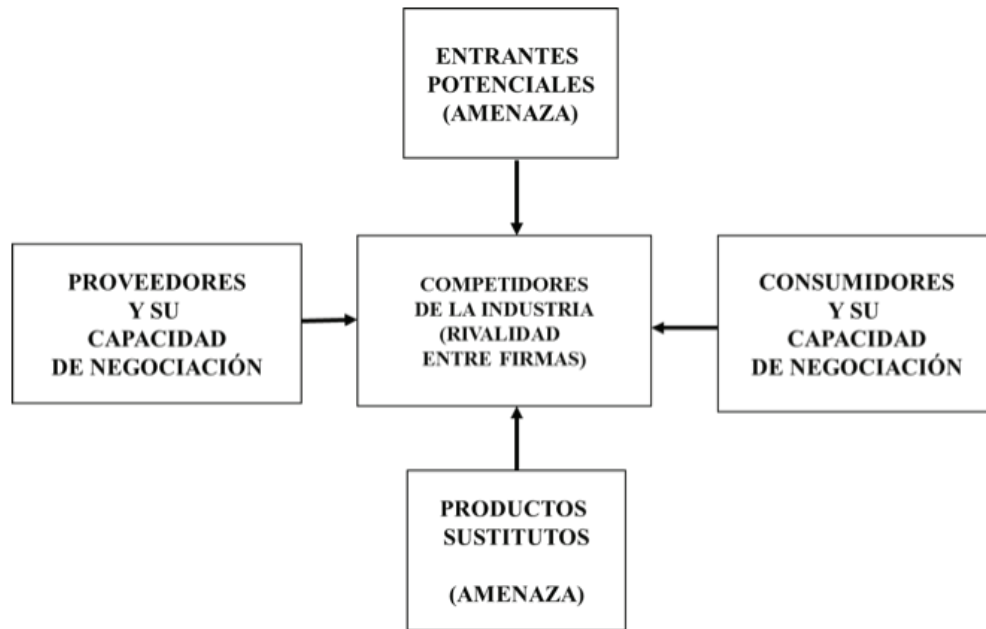 ENTRANTES
POTENCIALES
(AMENAZA)
PROVEEDORES
Y SU
CAPACIDAD
DE NEGOCIACIÓN
COMPETIDORES
DE LA INDUSTRIA
(RIVALIDAD
ENTRE FIRMAS)
CONSUMIDORES
Y SU
CAPACIDAD
DE NEGOCIACIÓN
PRODUCTOS
SUSTITUTOS
(AMENAZA)